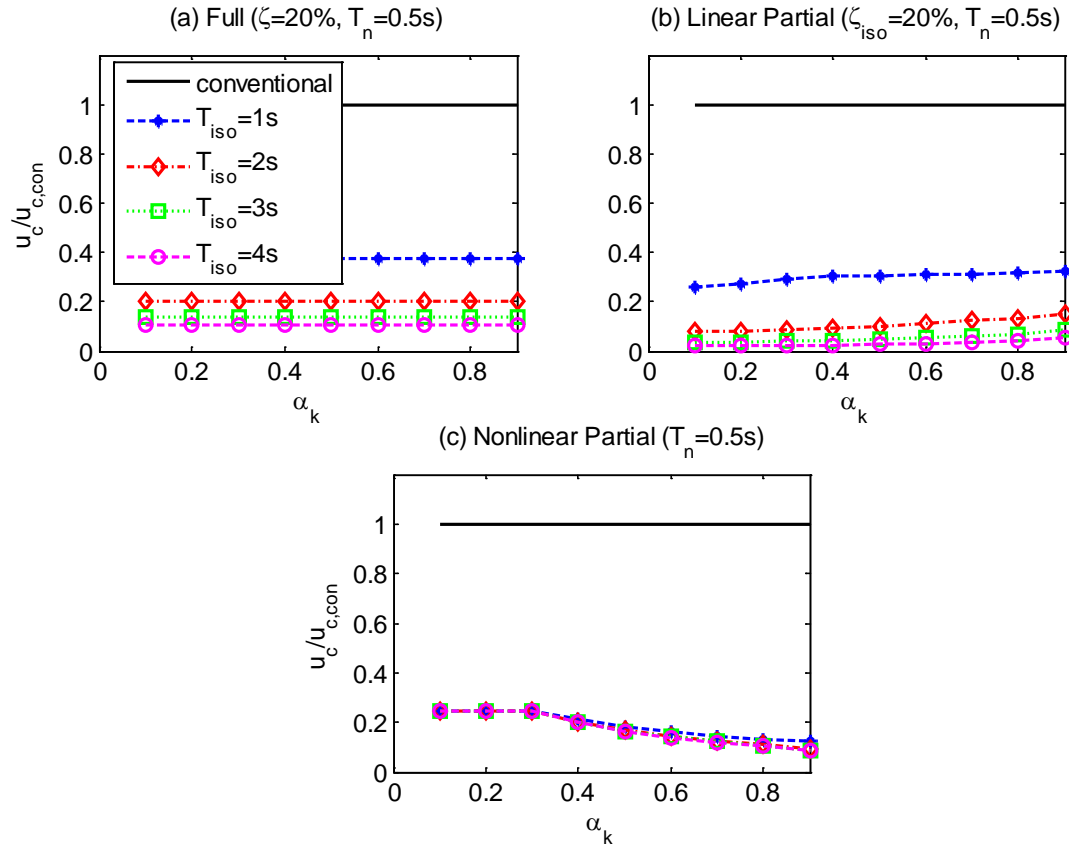 (a) Full (ζ=20%, T_n=0.5s)
(b) Linear Partial (ζ_iso=20%, T_n=0.5s)
conventional
T_iso=1s
T_iso=2s
T_iso=3s
T_iso=4s
u_c/u_c,con
1
0.8
0.6
0.4
0.2
0
0 0.2 0.4 0.6 0.8
α_k
1
0.8
0.6
0.4
0.2
0
0 0.2 0.4 0.6 0.8
α_k
(c) Nonlinear Partial (T_n=0.5s)
u_c/u_c,con
1
0.8
0.6
0.4
0.2
0
0 0.2 0.4 0.6 0.8
α_k